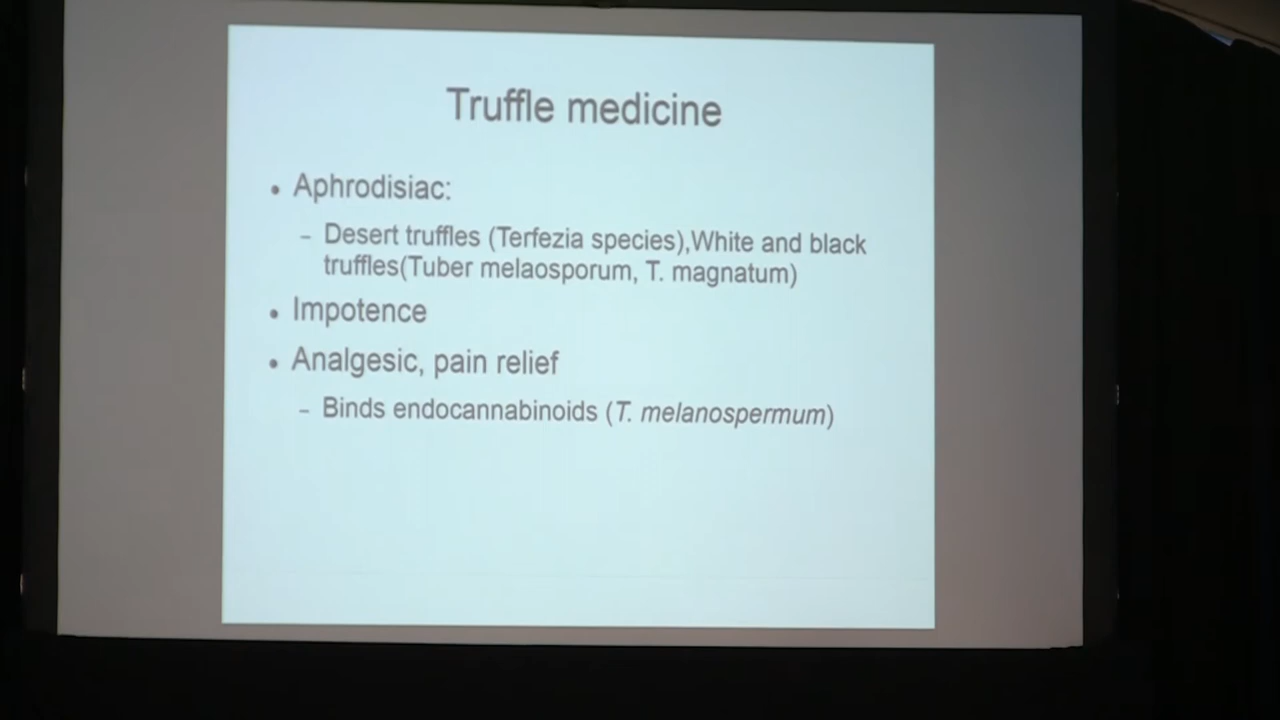 Truffle medicine
• Aphrodisiac:
– Desert truffles (Terfezia species),White and black
truffles(Tuber melaosporum, T. magnatum)
• Impotence
• Analgesic, pain relief
– Binds endocannabinoids (T. melanospermum)